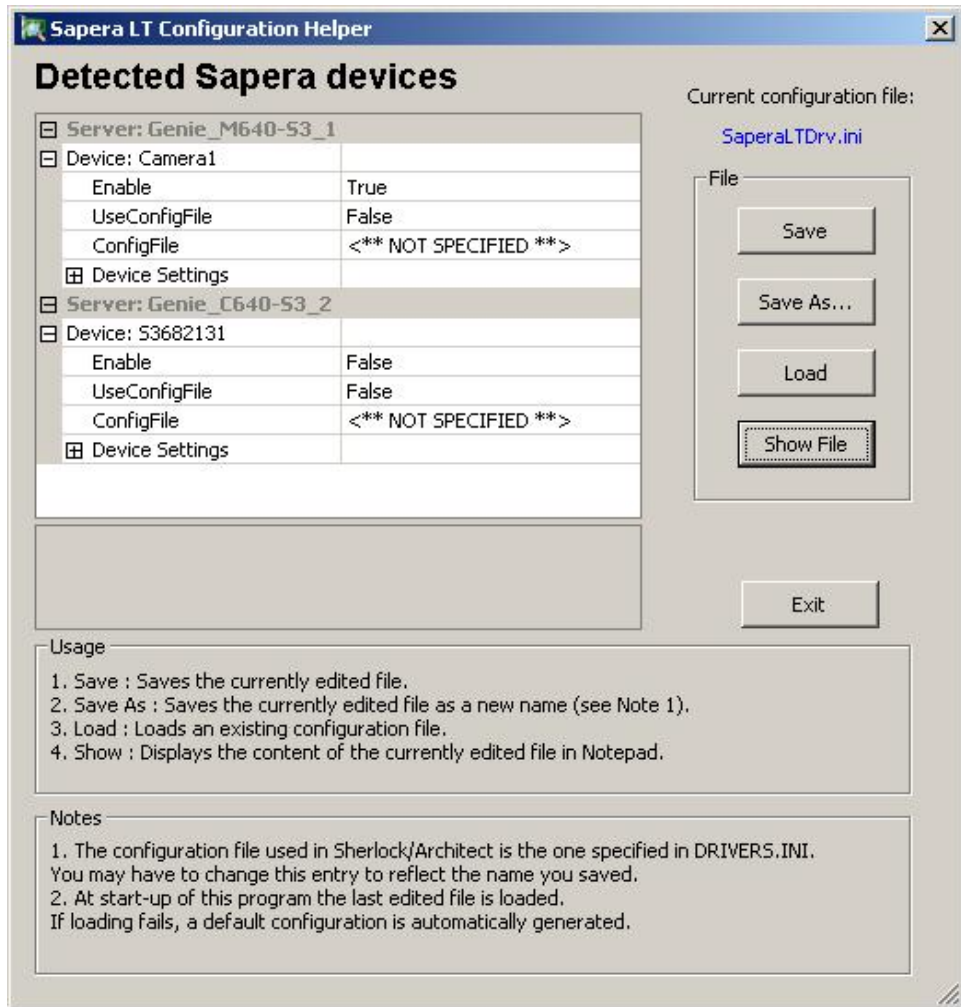 Sapera LT Configuration Helper
Detected Sapera devices
Current configuration file:
SaperaLTDrv.ini
Server: Genie_M640-S3_1
Device: Camera1
Enable True
UseConfigFile False
ConfigFile <** NOT SPECIFIED **>
Device Settings
Server: Genie_C640-S3_2
Device: S3682131
Enable False
UseConfigFile False
ConfigFile <** NOT SPECIFIED **>
Device Settings
File
Save
Save As...
Load
Show File
Exit
Usage
1. Save : Saves the currently edited file.
2. Save As : Saves the currently edited file as a new name (see Note 1).
3. Load : Loads an existing configuration file.
4. Show : Displays the content of the currently edited file in Notepad.
Notes
1. The configuration file used in Sherlock/Architect is the one specified in DRIVERS.INI.
You may have to change this entry to reflect the name you saved.
2. At start-up of this program the last edited file is loaded.
If loading fails, a default configuration is automatically generated.